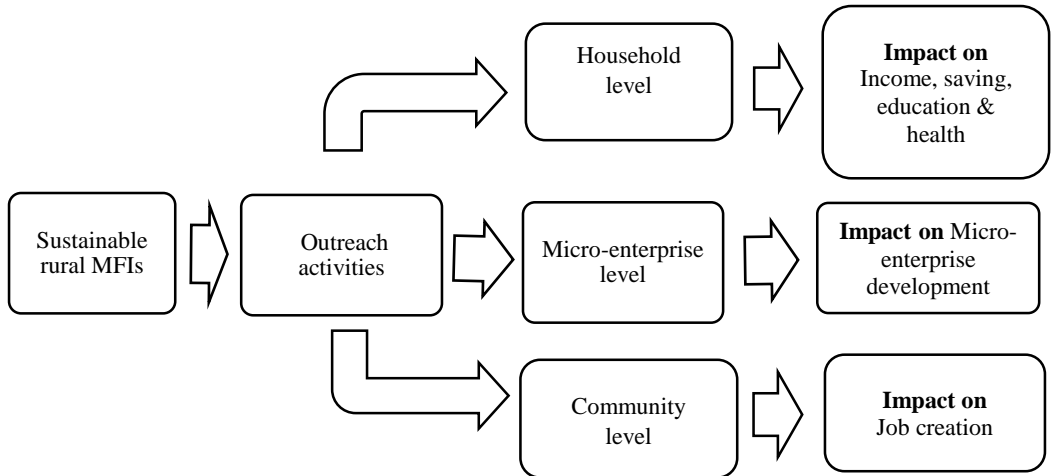 Household
level
Impact on
Income, saving,
education &
health
Sustainable
rural MFIs
Outreach
activities
Micro-enterprise
level
Impact on Micro-
enterprise
development
Community
level
Impact on
Job creation